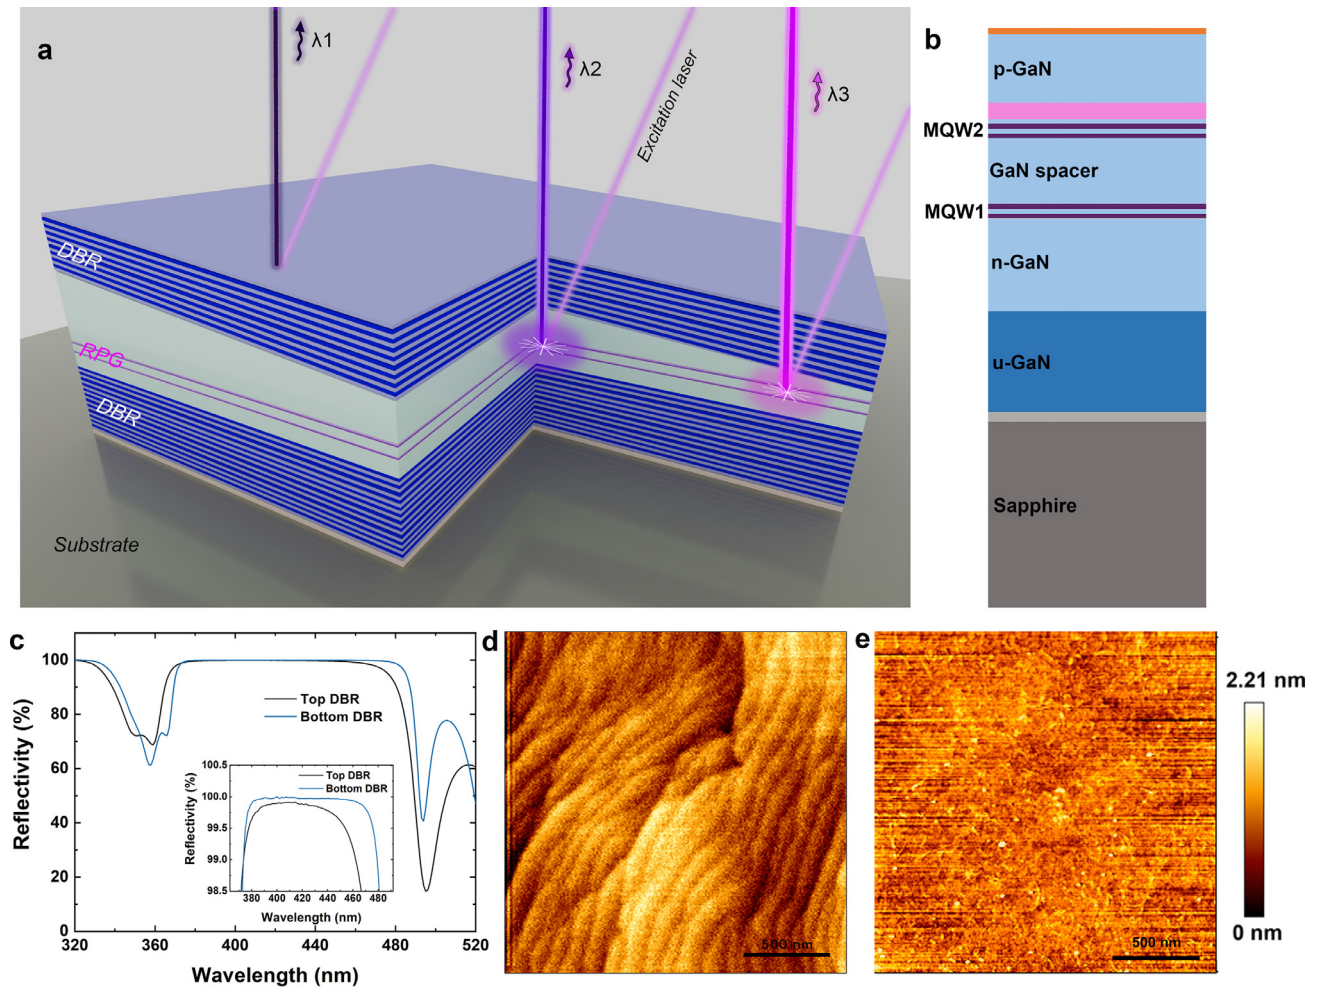 a
λ1
λ2
λ3
Excitation laser
DBR
RPG
DBR
Substrate
b
p-GaN
MQW2
GaN spacer
MQW1
n-GaN
u-GaN
Sapphire
c
100
80
60
40
20
0
Reflectivity (%)
Top DBR
Bottom DBR
100.5
100.0
99.5
99.0
98.5
Reflectivity (%)
Top DBR
Bottom DBR
380 400 420 440 460 480
Wavelength (nm)
320 360 400 440 480 520
Wavelength (nm)
d
500 nm
e
500 nm
2.21 nm
0 nm